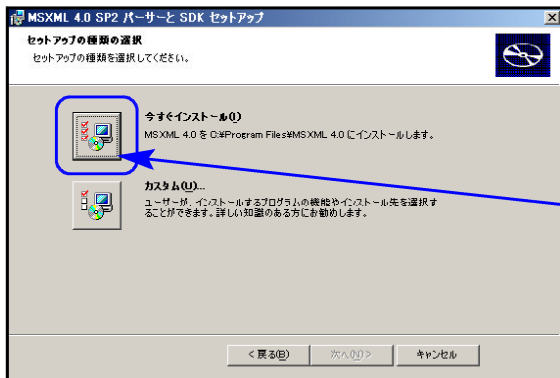 MSXML 4.0 SP2 パーサーと SDK セットアップ
セットアップの種類の選択
セットアップの種類を選択してください。
今すぐインストール(I)
MSXML 4.0 を C:¥Program Files¥MSXML 4.0 にインストールします。
カスタム(U)...
ユーザーが、インストールするプログラムの機能やインストール先を選択す
ることができます。詳しい知識のある方にお勧めします。
< 戻る(B)
次へ(N) >
キャンセル